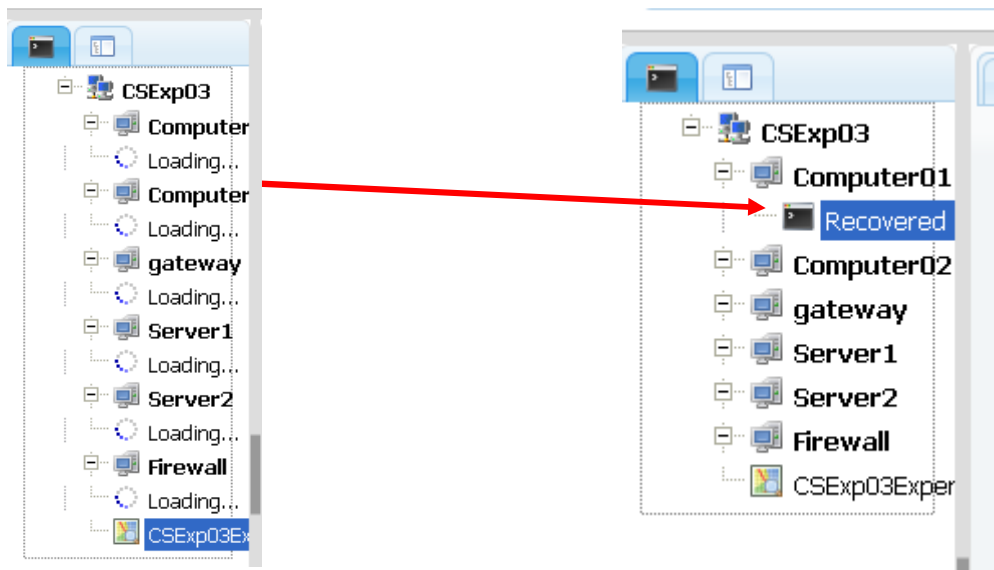 CSExp03
Computer
Loading...
Computer
Loading...
gateway
Loading...
Server1
Loading...
Server2
Loading...
Firewall
Loading...
CSExp03Ex
CSExp03
Computer01
Recovered
Computer02
gateway
Server1
Server2
Firewall
CSExp03Exper